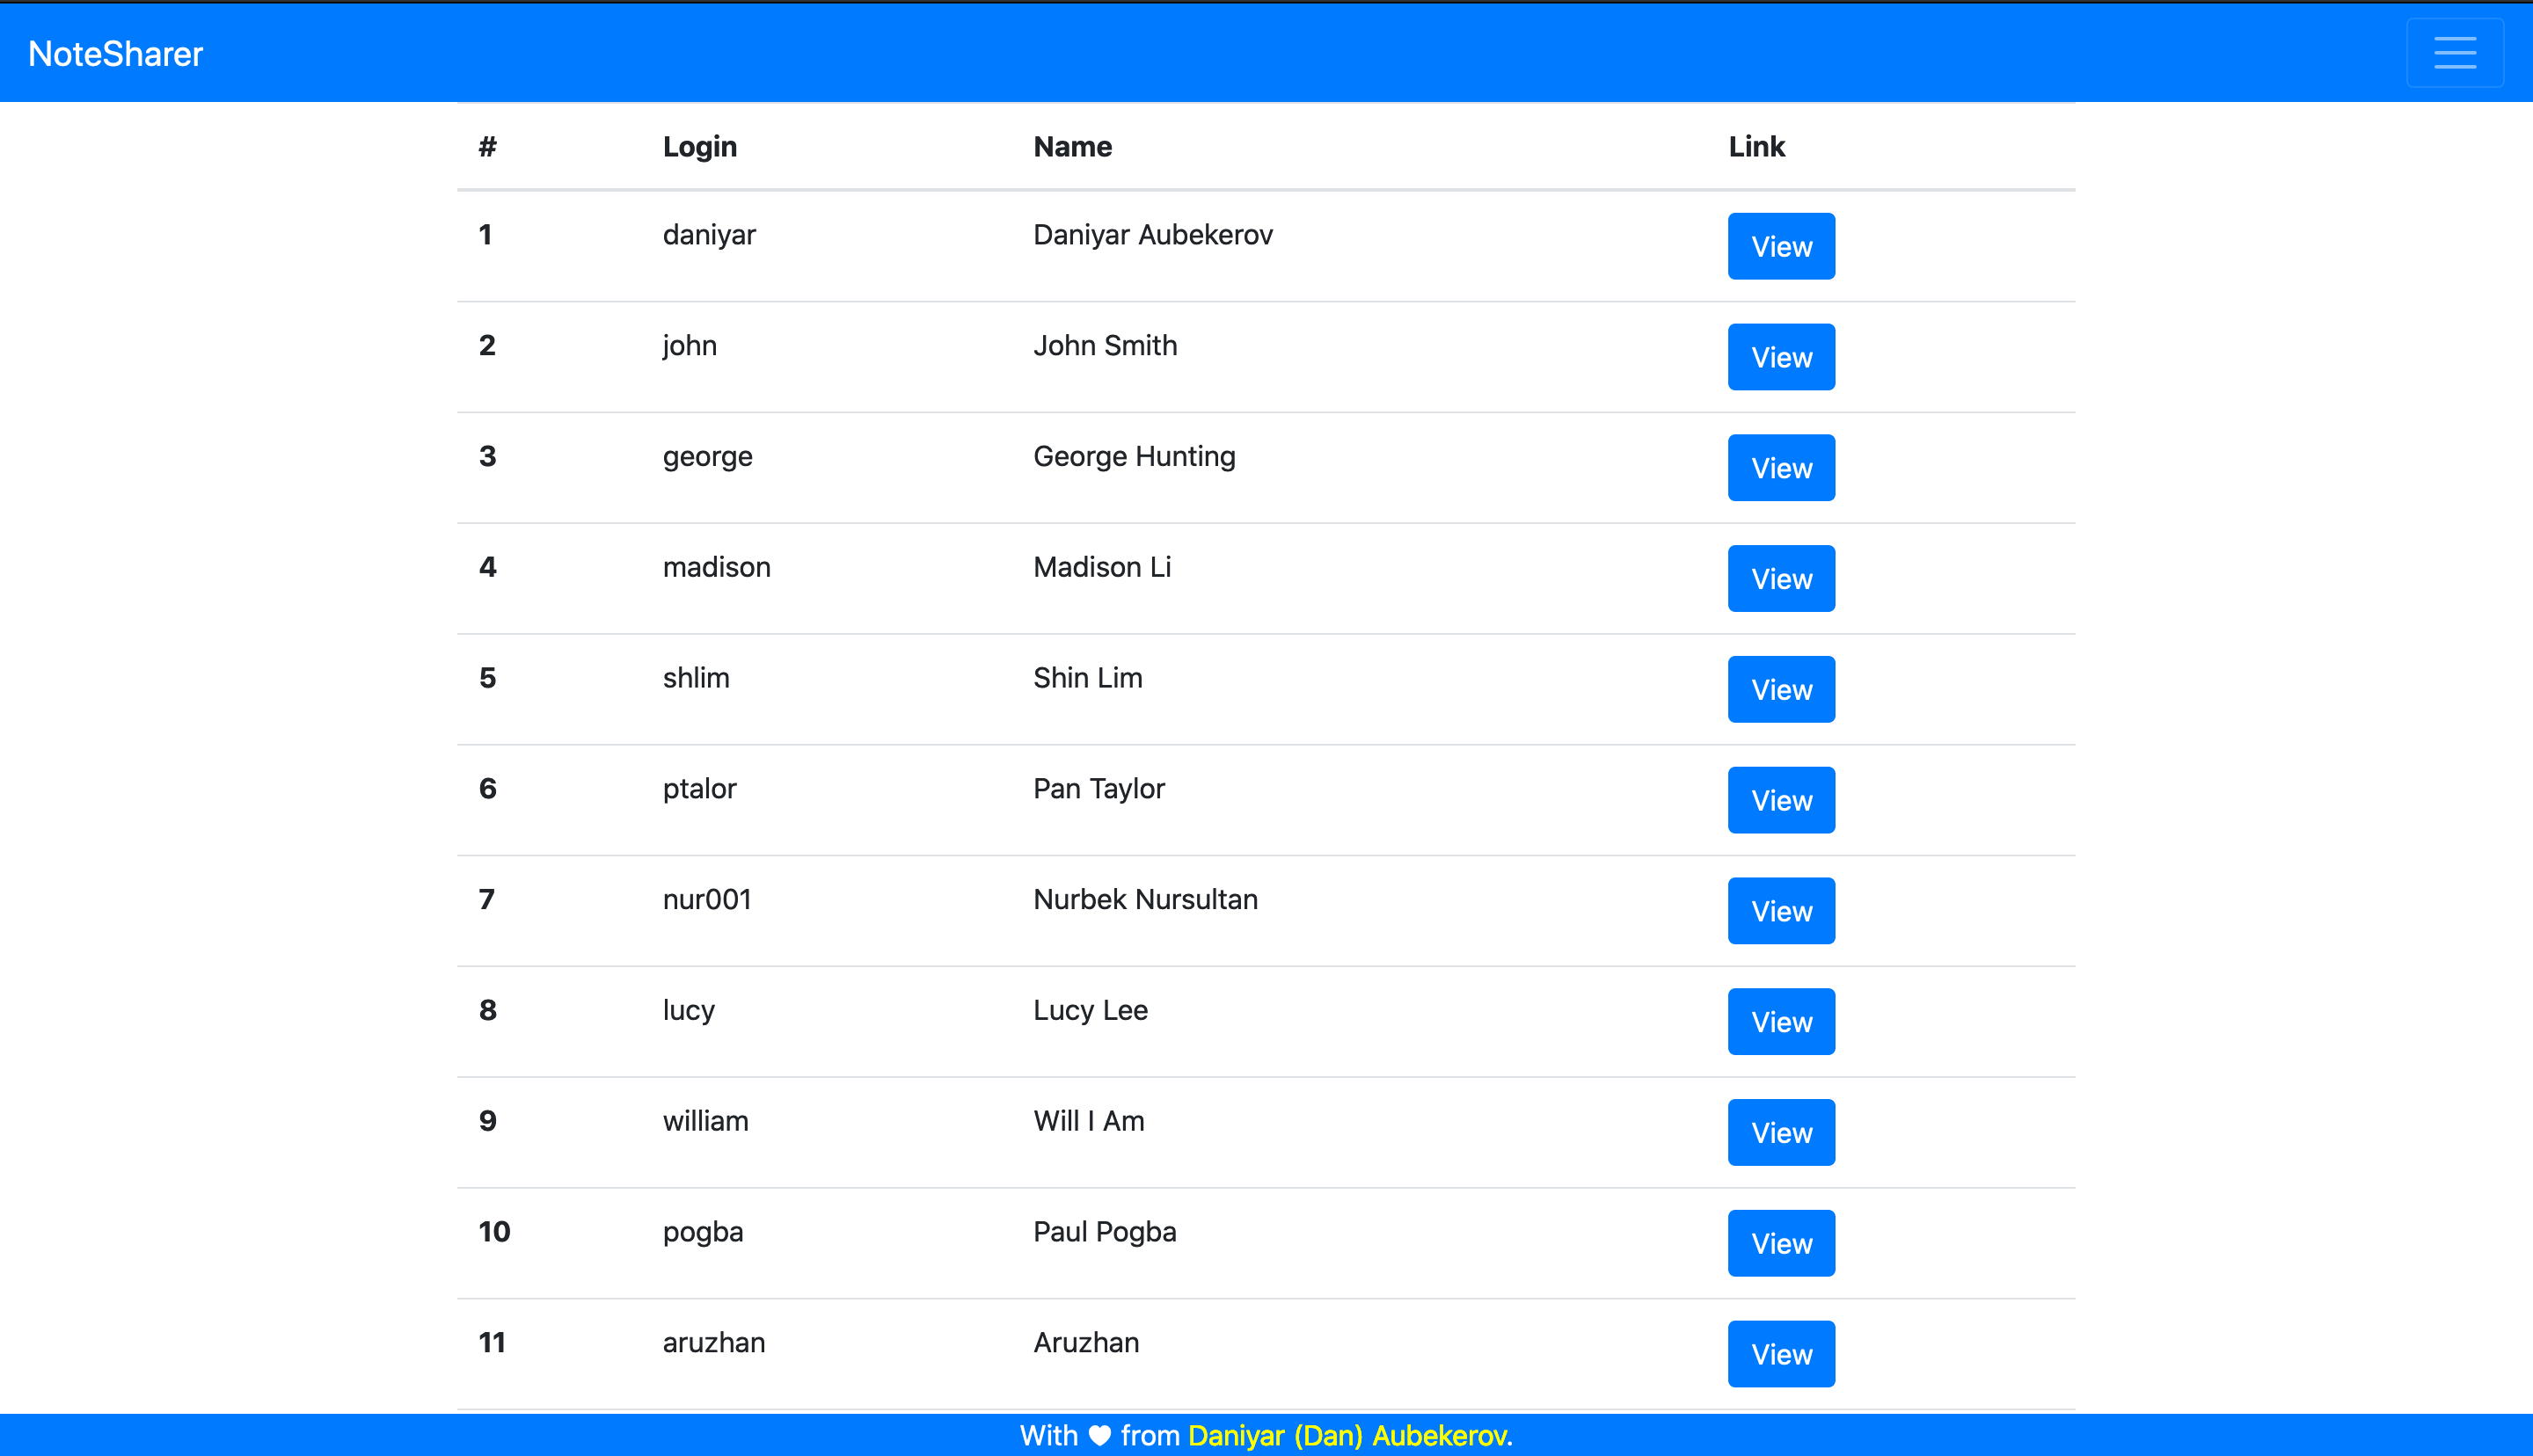 NoteSharer
# Login Name Link
1 daniyar Daniyar Aubekerov View
2 john John Smith View
3 george George Hunting View
4 madison Madison Li View
5 shlim Shin Lim View
6 ptalor Pan Taylor View
7 nur001 Nurbek Nursultan View
8 lucy Lucy Lee View
9 william Will I Am View
10 pogba Paul Pogba View
11 aruzhan Aruzhan View
With ♥ from Daniyar (Dan) Aubekerov.